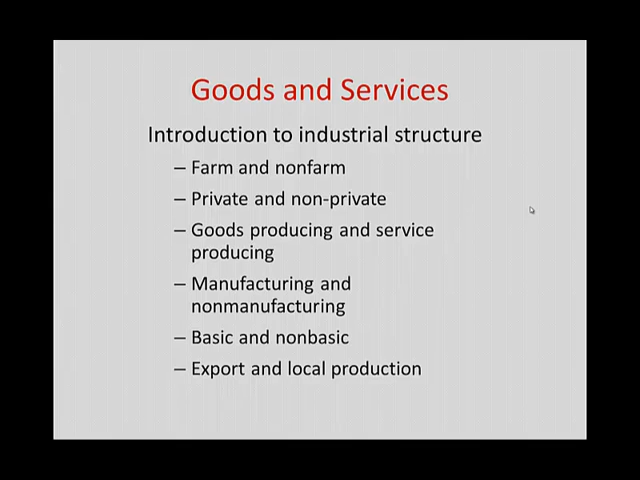 Goods and Services
Introduction to industrial structure
– Farm and nonfarm
– Private and non-private
– Goods producing and service
producing
– Manufacturing and
nonmanufacturing
– Basic and nonbasic
– Export and local production